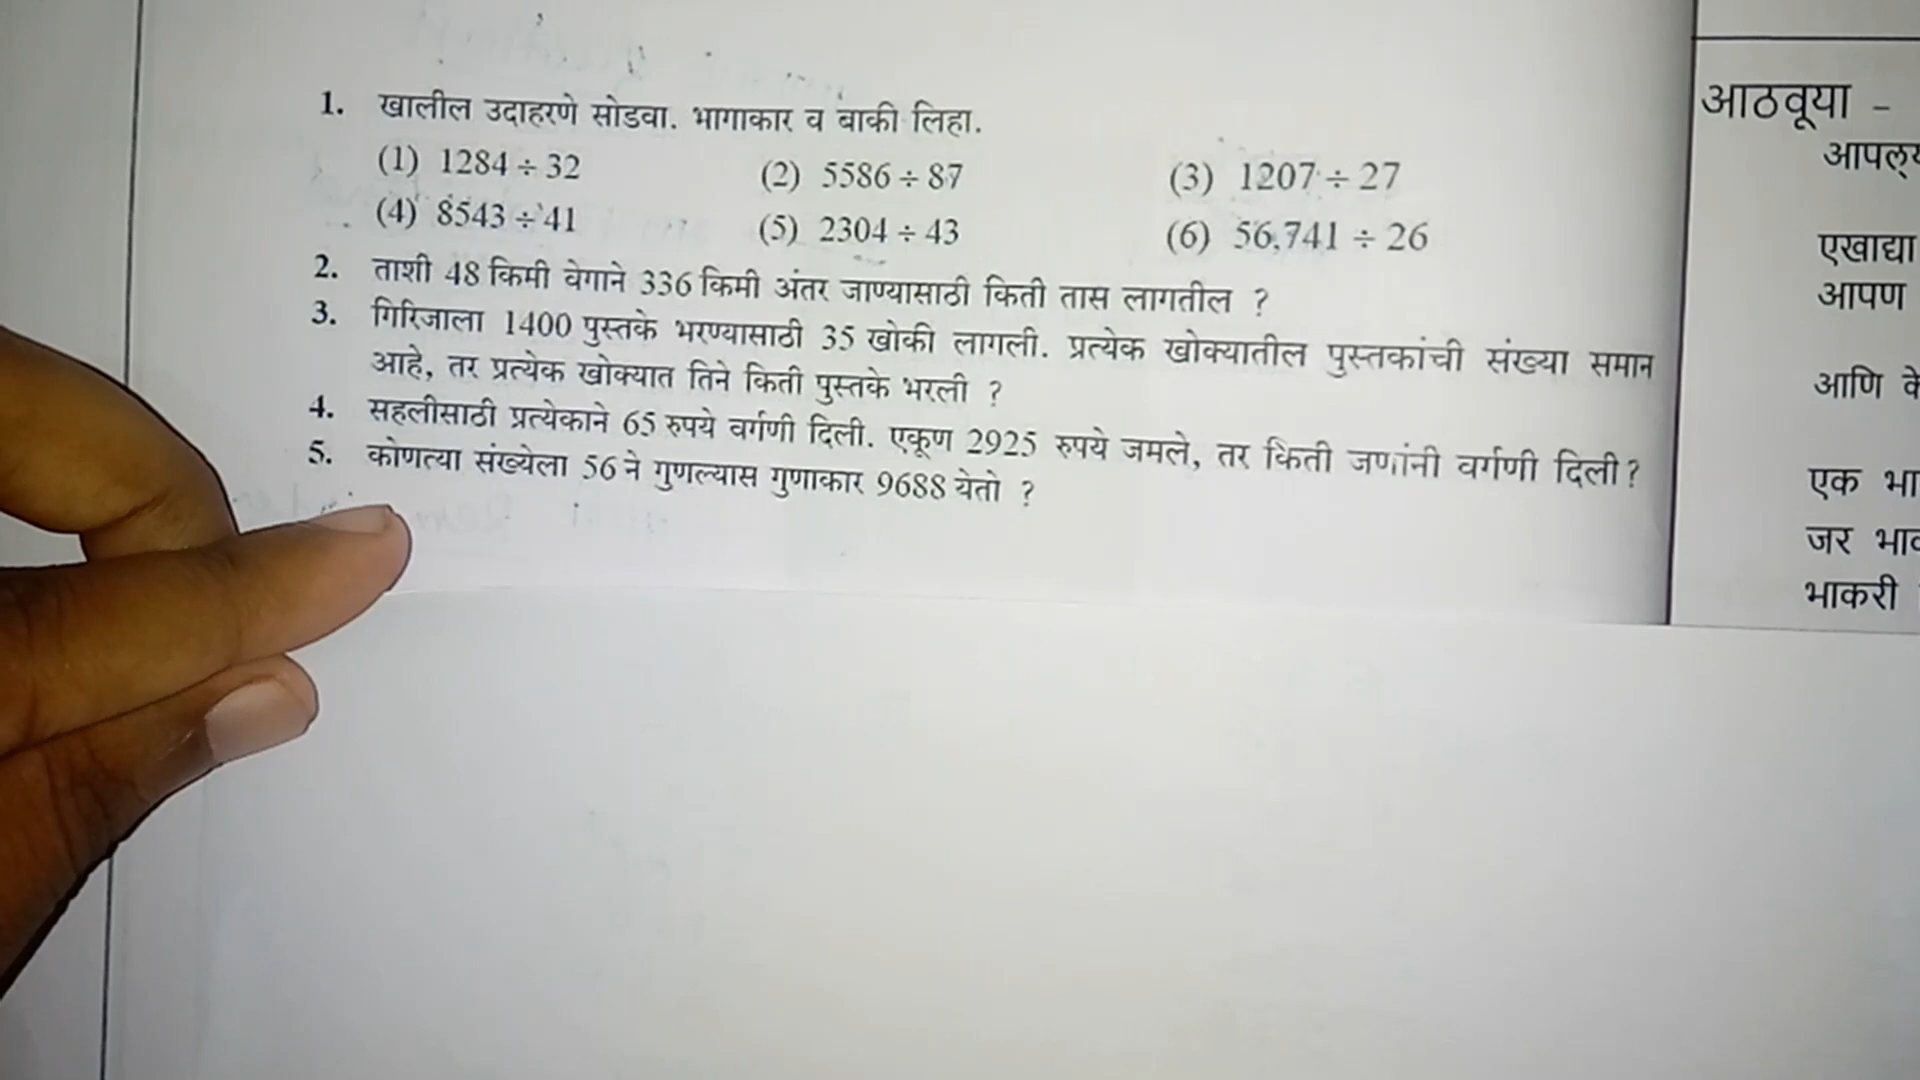 1. खालील उदाहरणे सोडवा. भागाकार व बाकी लिहा.
(1) 1284 ÷ 32 (2) 5586 ÷ 87 (3) 1207 ÷ 27
(4) 8543 ÷ 41 (5) 2304 ÷ 43 (6) 56,741 ÷ 26
2. ताशी 48 किमी वेगाने 336 किमी अंतर जाण्यासाठी किती तास लागतील ?
3. गिरिजाला 1400 पुस्तके भरण्यासाठी 35 खोकी लागली. प्रत्येक खोक्यातील पुस्तकांची संख्या समान
आहे, तर प्रत्येक खोक्यात तिने किती पुस्तके भरली ?
4. सहलीसाठी प्रत्येकाने 65 रुपये वर्गणी दिली. एकूण 2925 रुपये जमले, तर किती जणांनी वर्गणी दिली ?
5. कोणत्या संख्येला 56 ने गुणल्यास गुणाकार 9688 येतो ?
आठवूया -
एखाद्या
आपण
आणि
एक
जर
भाकरी